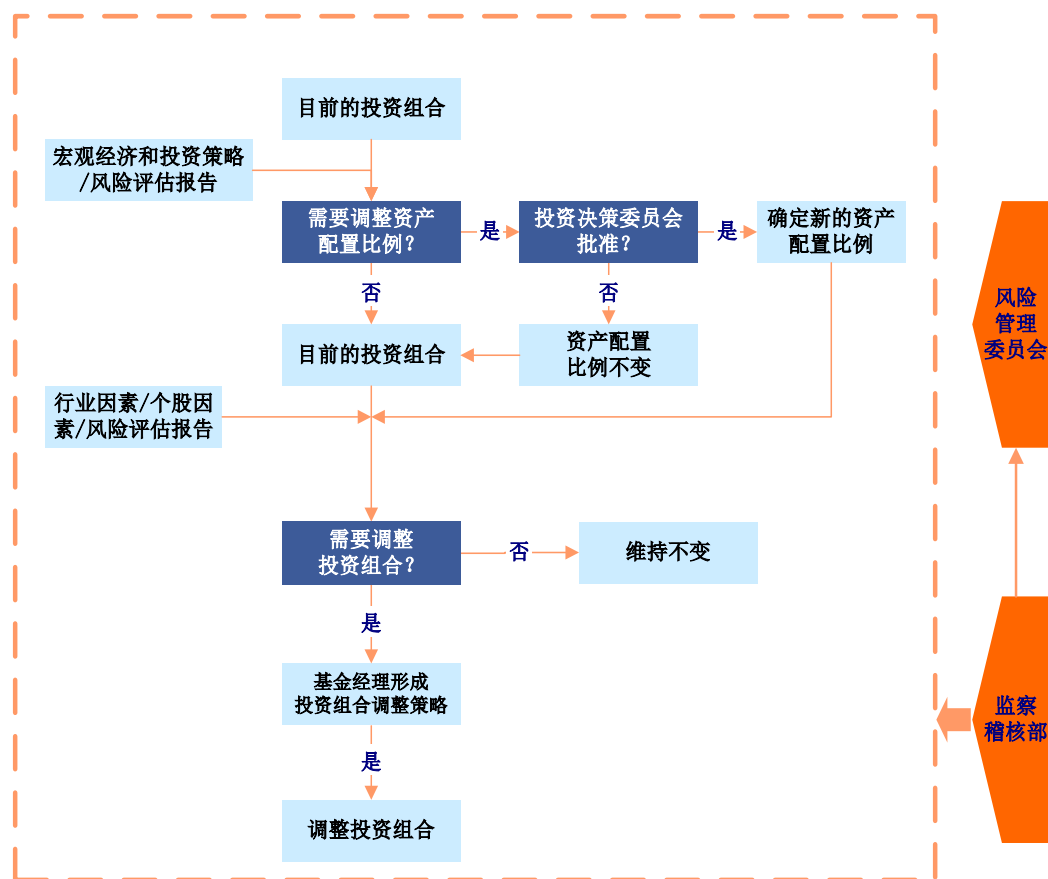 目前的投资组合
宏观经济和投资策略
/风险评估报告
需要调整资产
配置比例？
是
投资决策委员会
批准？
是
确定新的资产
配置比例
否
否
目前的投资组合
资产配置
比例不变
风险
管理
委员会
行业因素/个股因
素/风险评估报告
需要调整
投资组合？
否
维持不变
是
基金经理形成
投资组合调整策略
监察
稽核部
是
调整投资组合